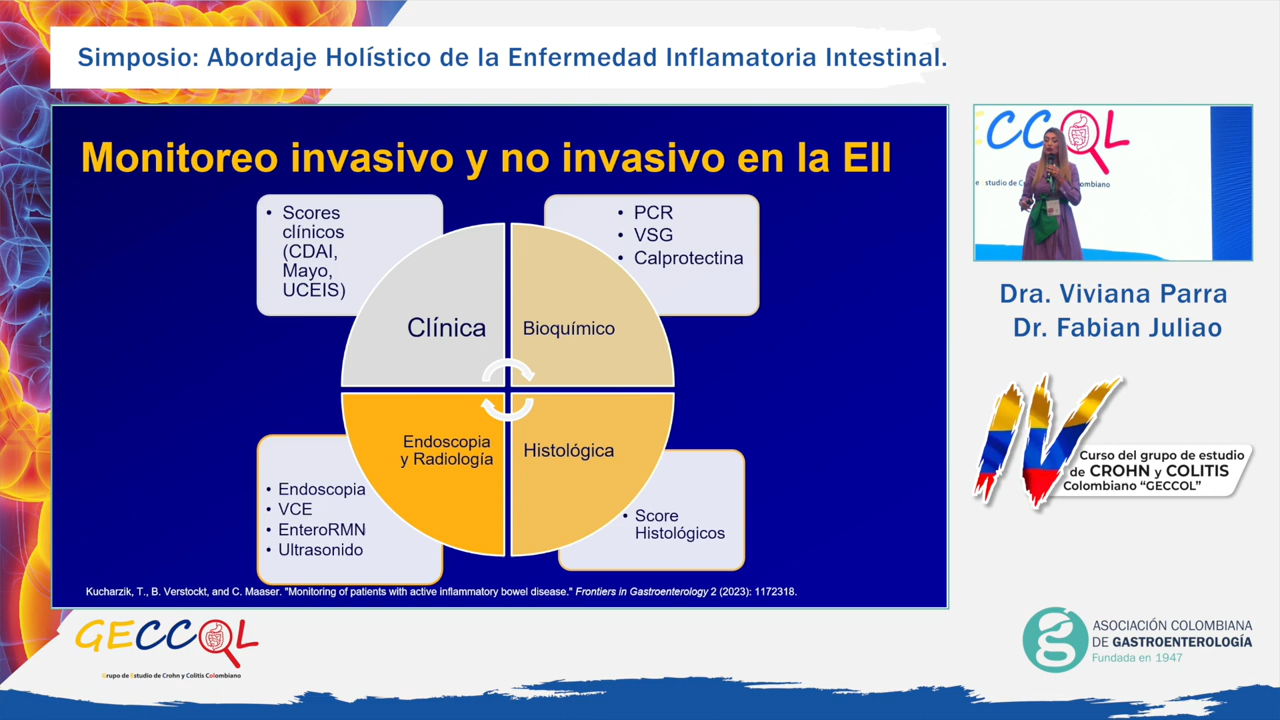 Simposio: Abordaje Holístico de la Enfermedad Inflamatoria Intestinal.
Monitoreo invasivo y no invasivo en la EII
• Scores
clínicos
(CDAI,
Mayo,
UCEIS)
• PCR
• VSG
• Calprotectina
Clínica
Bioquímico
Endoscopia
y Radiología
Histológica
• Endoscopia
• VCE
• EnteroRMN
• Ultrasonido
• Score
Histológicos
Kucharzik, T., B. Verstockt, and C. Maaser. "Monitoring of patients with active inflammatory bowel disease." Frontiers in Gastroenterology 2 (2023): 1172318.
CCOL
Dra. Viviana Parra
Dr. Fabian Juliao
IV
Curso del grupo de estudio
de CROHN y COLITIS
Colombiano "GECCOL"
GECCOL
Grupo de Estudio de Crohn y Colitis Colombiano
ASOCIACIÓN COLOMBIANA
DE GASTROENTEROLOGÍA
Fundada en 1947